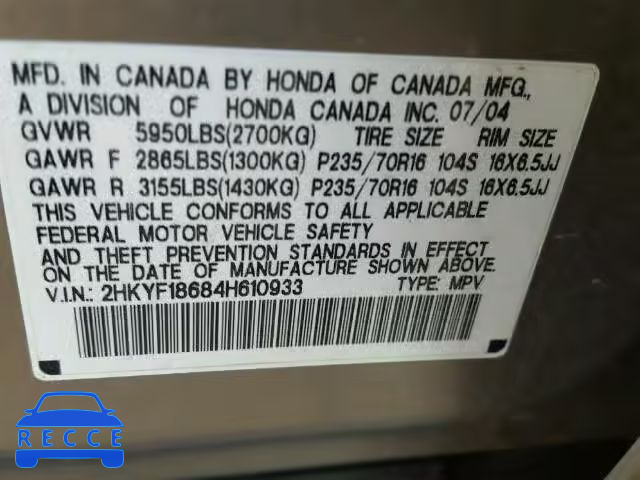 MFD. IN CANADA BY HONDA OF CANADA MFG.,
A DIVISION OF HONDA CANADA INC. 07/04
GVWR 5950LBS(2700KG) TIRE SIZE RIM SIZE
GAWR F 2865LBS(1300KG) P235/70R16 104S 16X6.5JJ
GAWR R 3155LBS(1430KG) P235/70R16 104S 16X6.5JJ
THIS VEHICLE CONFORMS TO ALL APPLICABLE
FEDERAL MOTOR VEHICLE SAFETY
AND THEFT PREVENTION STANDARDS IN EFFECT
ON THE DATE OF MANUFACTURE SHOWN ABOVE.
V.I.N.: 2HKYF18684H610933 TYPE: MPV
RECCE